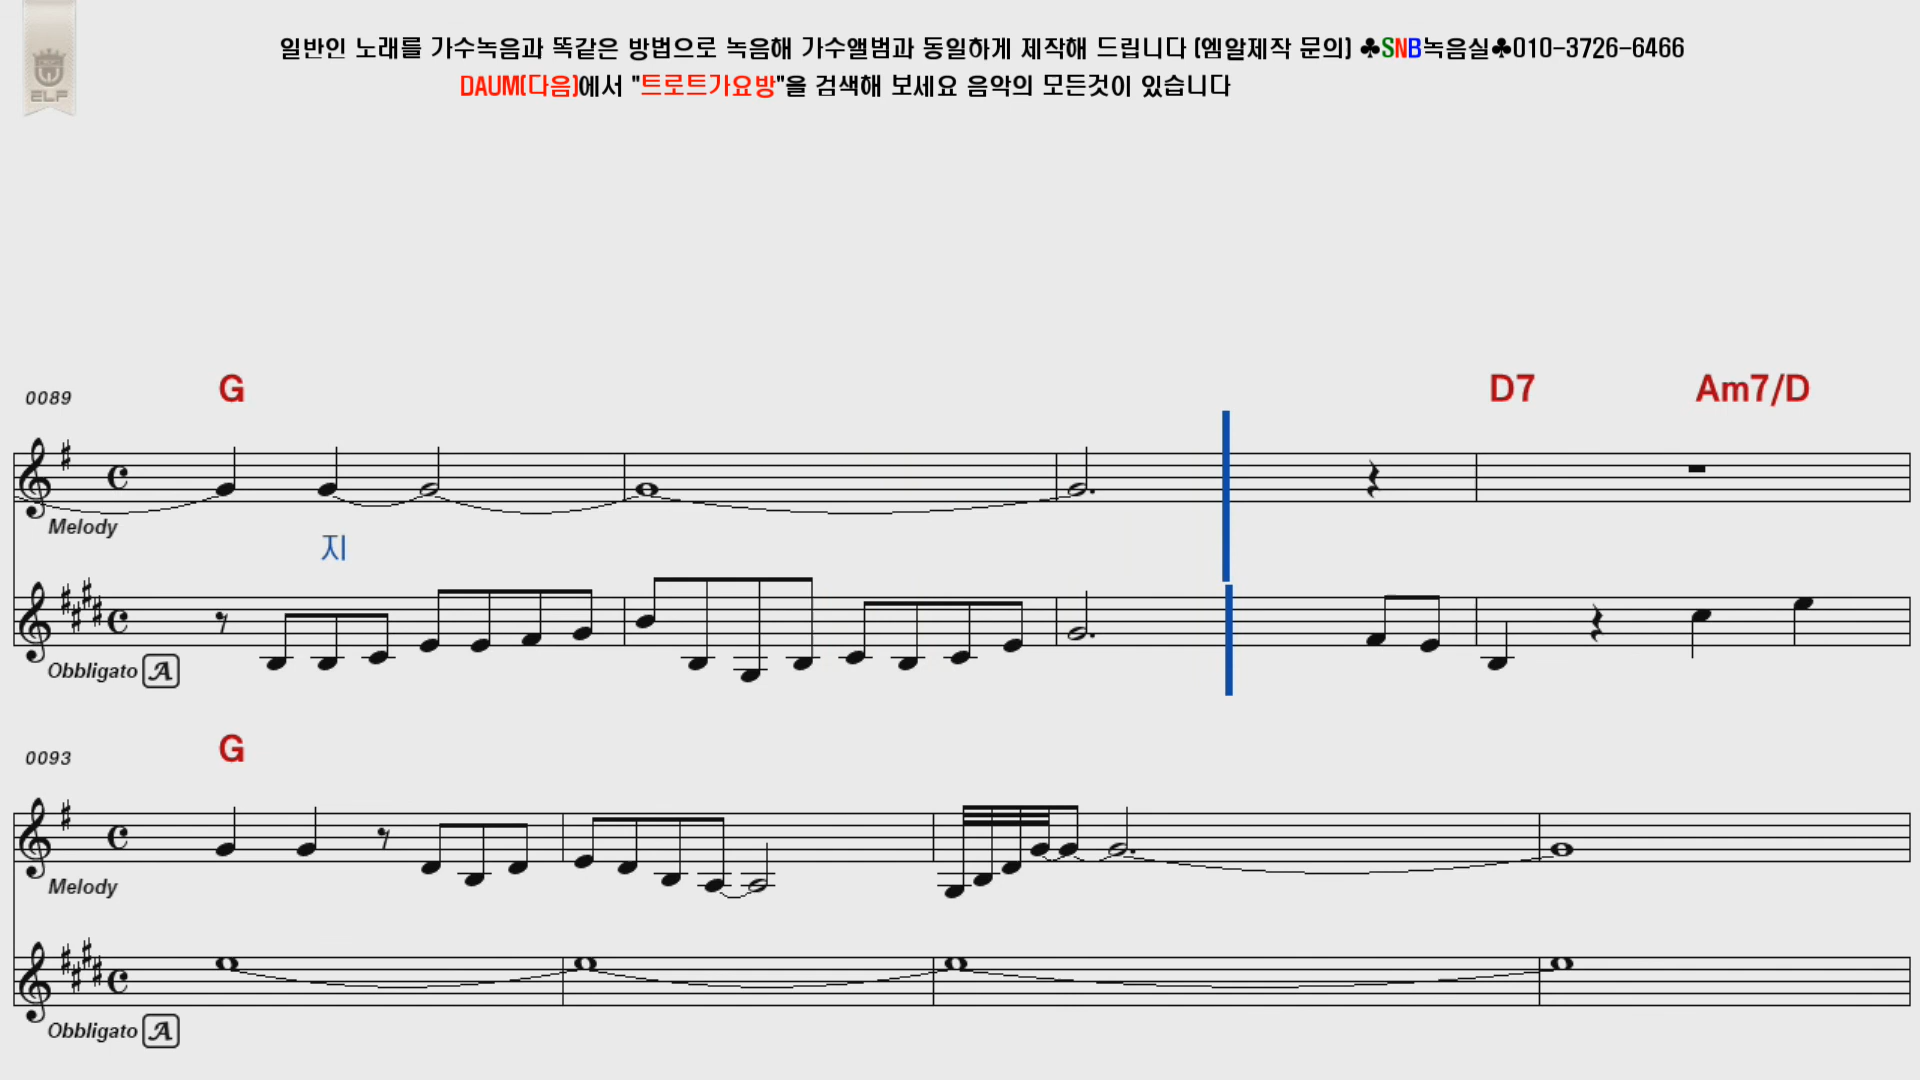 일반인 노래를 가수녹음과 똑같은 방법으로 녹음해 가수앨범과 동일하게 제작해 드립니다 (엠알제작 문의) ♣SNB녹음실♣010-3726-6466
DAUM(다음)에서 "트로트가요방"을 검색해 보세요 음악의 모든것이 있습니다
ELF
0089 G D7 Am7/D
Melody
지
Obbligato A
0093 G
Melody
Obbligato A